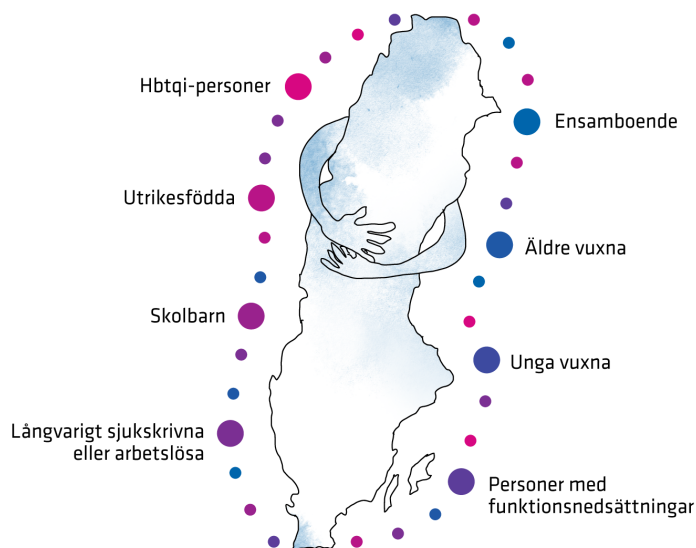 Hbtqi-personer
Ensamboende
Utrikesfödda
Äldre vuxna
Skolbarn
Unga vuxna
Långvarigt sjukskrivna
eller arbetslösa
Personer med
funktionsnedsättningar